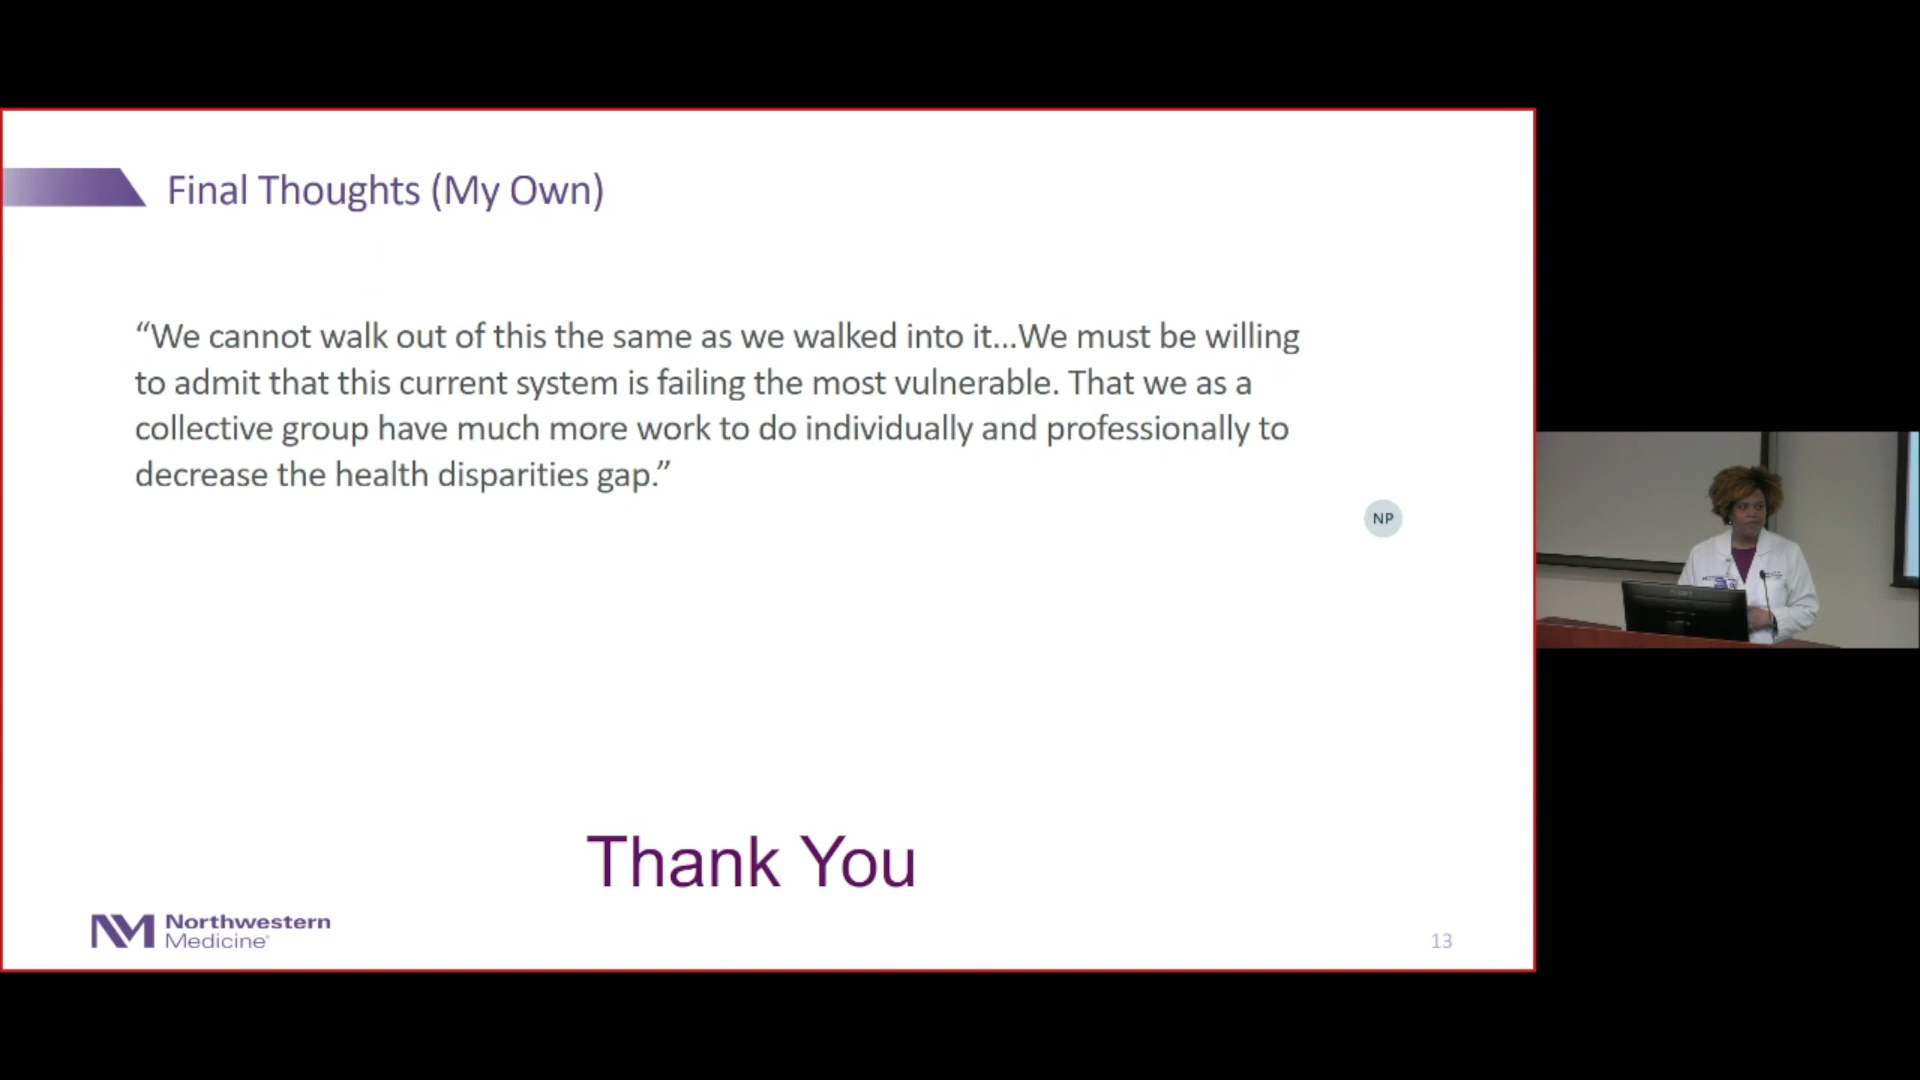 Final Thoughts (My Own)
“We cannot walk out of this the same as we walked into it...We must be willing
to admit that this current system is failing the most vulnerable. That we as a
collective group have much more work to do individually and professionally to
decrease the health disparities gap.”
NP
Thank You
Northwestern
Medicine
13